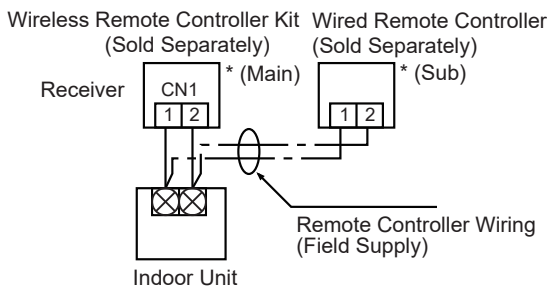 Wireless Remote Controller Kit
(Sold Separately)
Wired Remote Controller
(Sold Separately)
* (Main)
* (Sub)
Receiver
CN1
1 2
1 2
Remote Controller Wiring
(Field Supply)
Indoor Unit